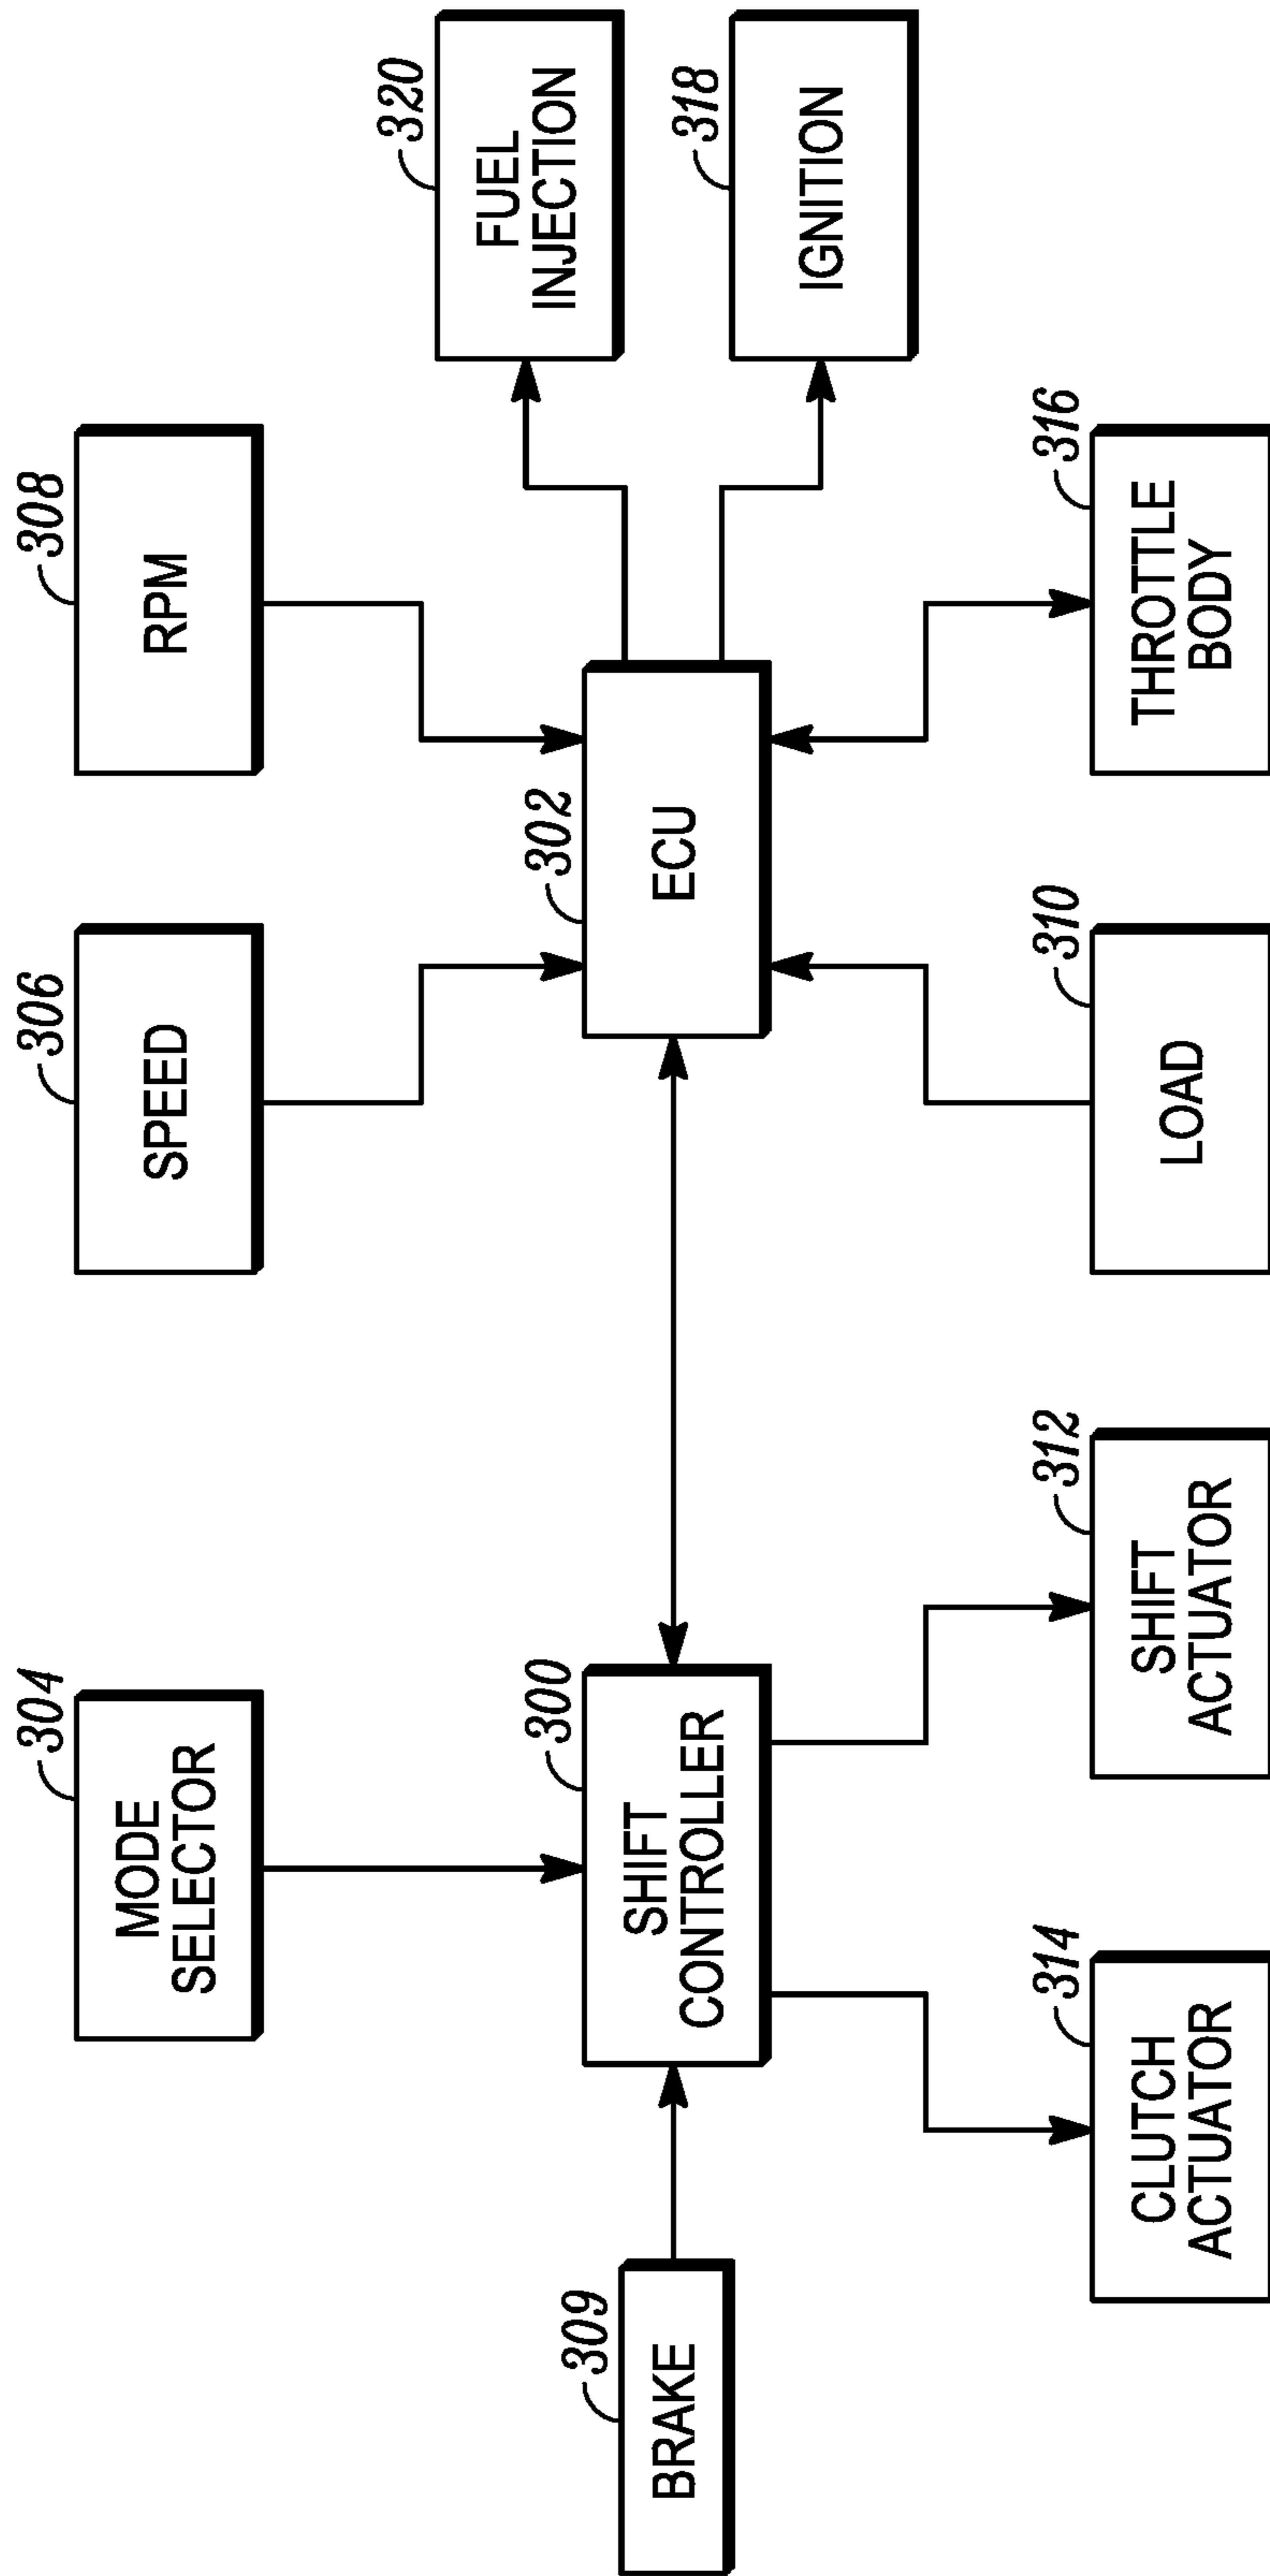 304
MODE
SELECTOR
306
SPEED
308
RPM
320
FUEL
INJECTION
309
BRAKE
300
SHIFT
CONTROLLER
302
ECU
318
IGNITION
314
CLUTCH
ACTUATOR
312
SHIFT
ACTUATOR
310
LOAD
316
THROTTLE
BODY